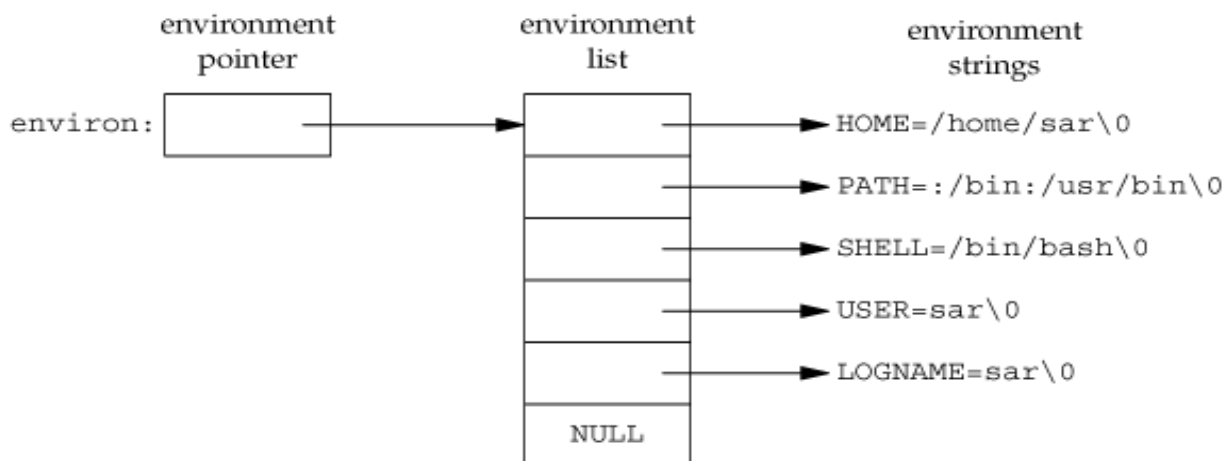 environment
pointer
environment
list
environment
strings
environ:
HOME=/home/sar\0
PATH=:/bin:/usr/bin\0
SHELL=/bin/bash\0
USER=sar\0
LOGNAME=sar\0
NULL